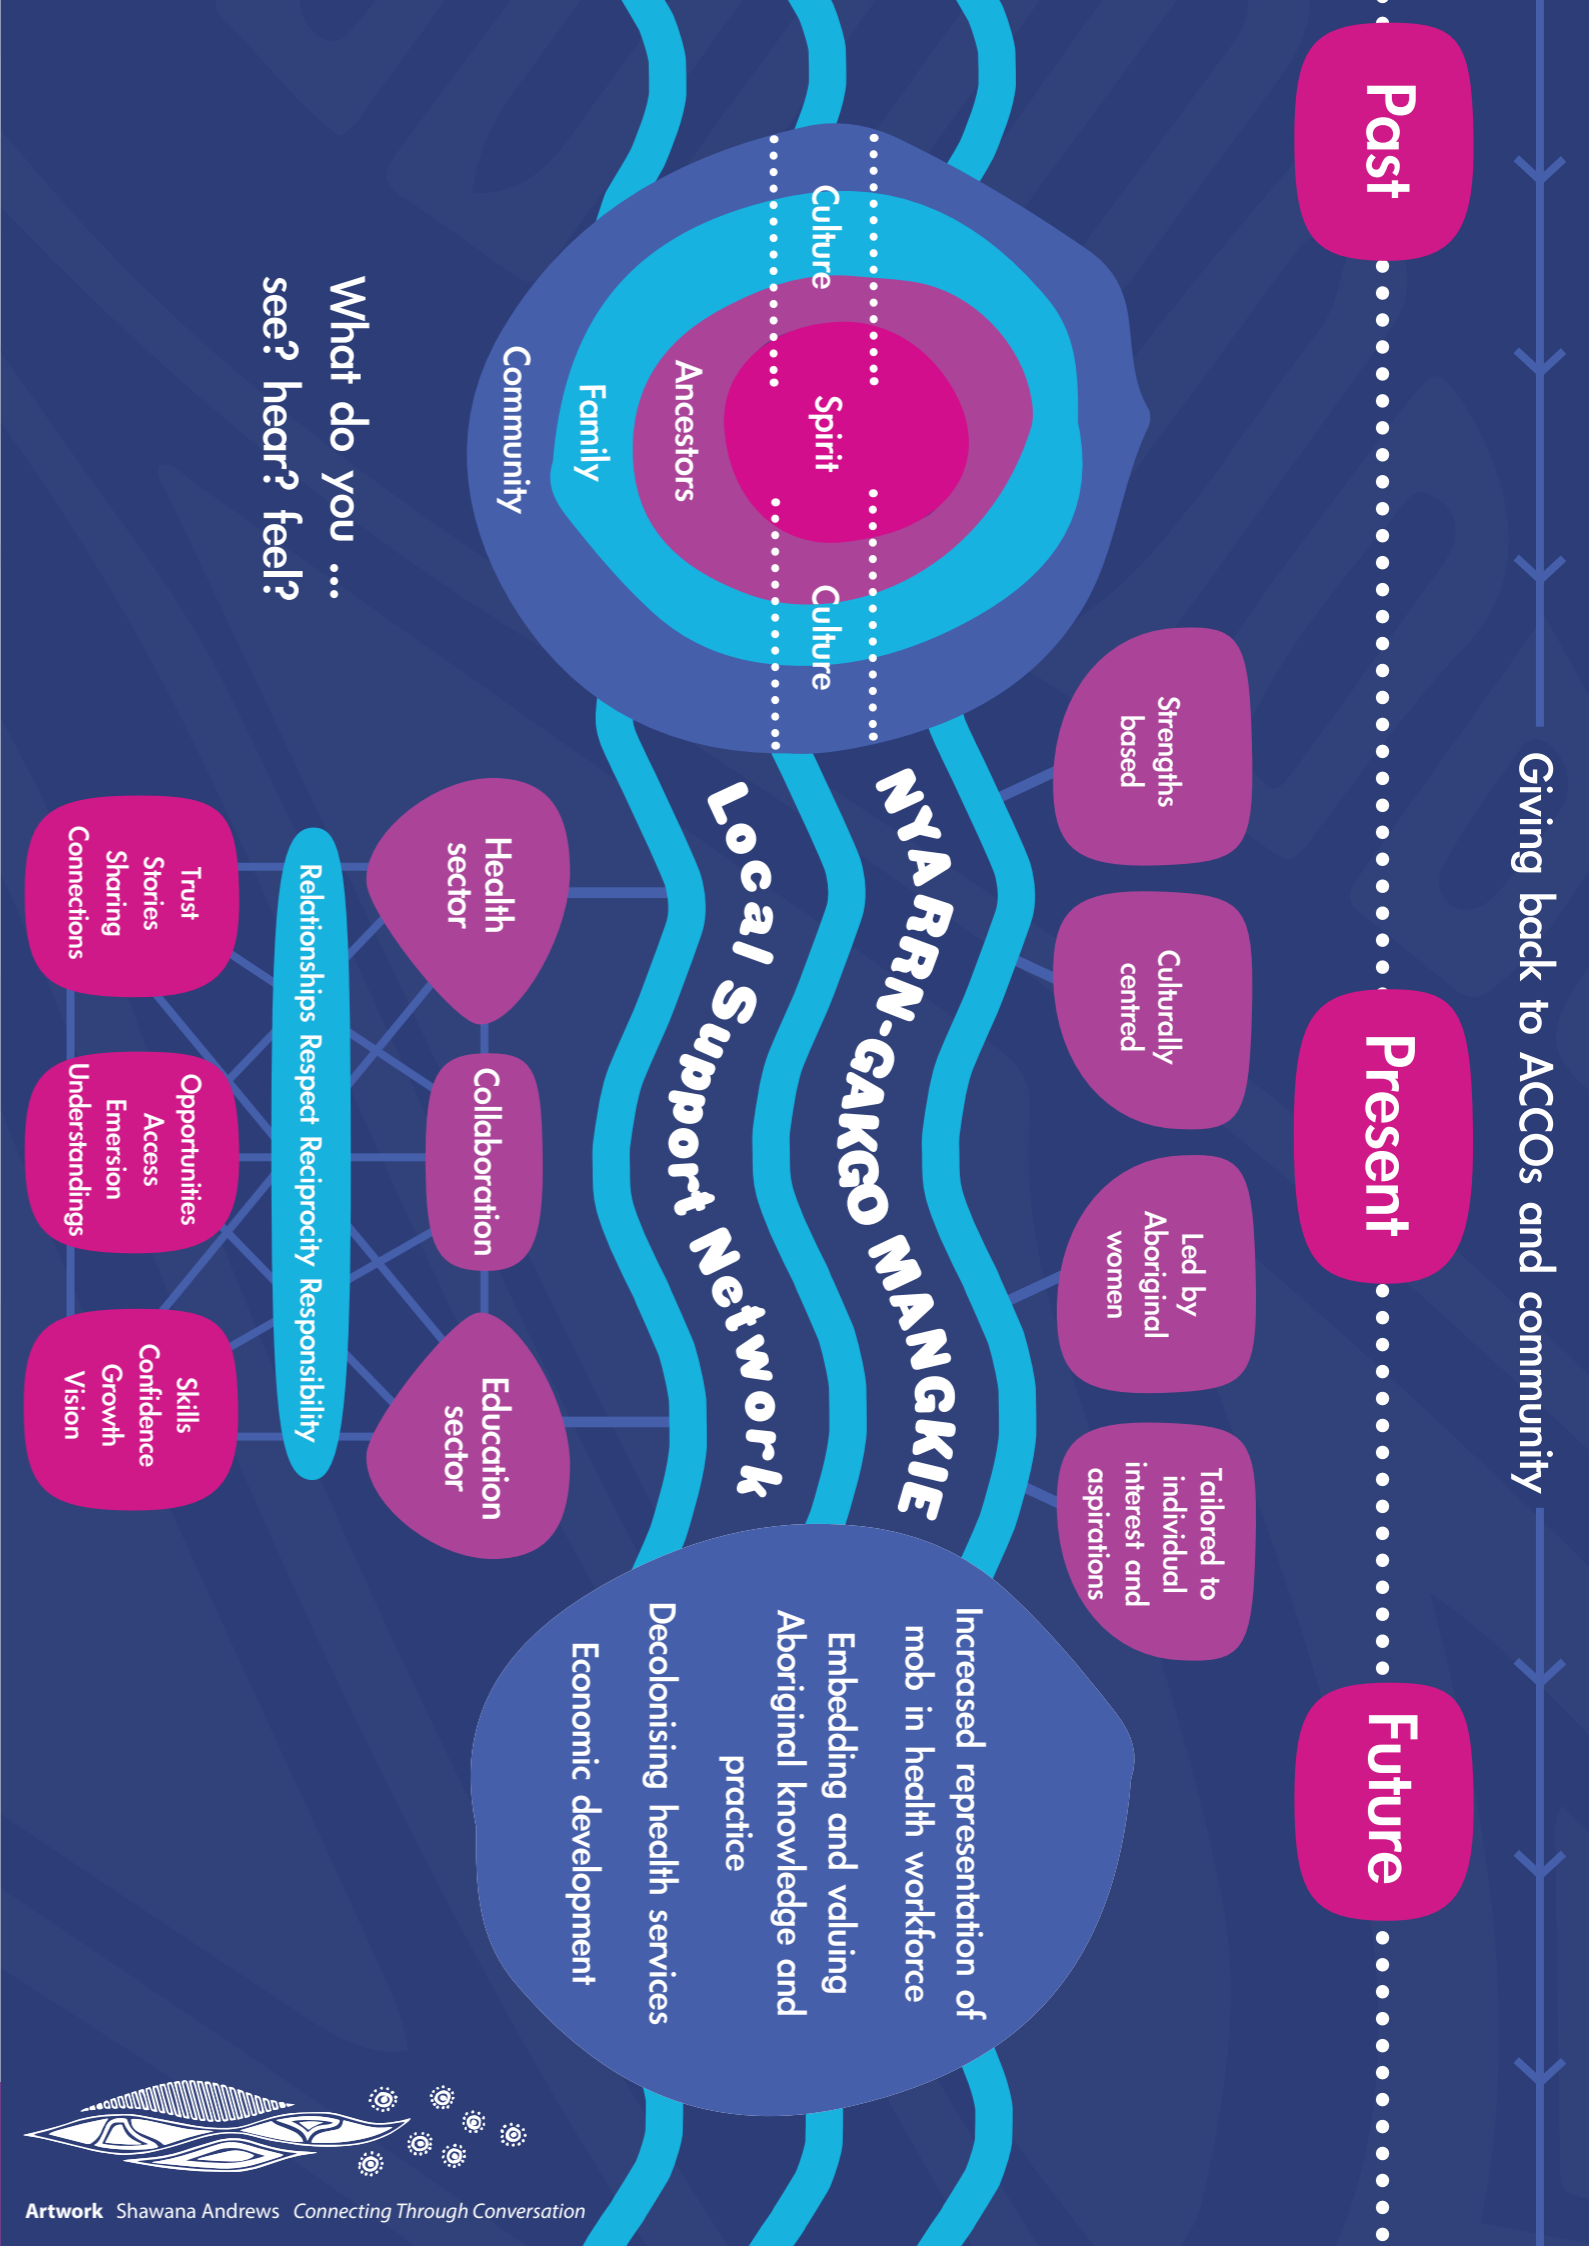 Giving back to ACCOs and community
Past
Present
Future
Strengths
based
Culturally
centred
Led by
Aboriginal
women
Tailored to
individual
interest and
aspirations
Culture
Spirit
Culture
Ancestors
Family
Community
NYARRN-GAKGO MANGKIE
Local Support Network
Increased representation of
mob in health workforce
Embedding and valuing
Aboriginal knowledge and
practice
Decolonising health services
Economic development
What do you ...
see? hear? feel?
Health
sector
Collaboration
Education
sector
Relationships Respect Reciprocity Responsibility
Trust
Stories
Sharing
Connections
Opportunities
Access
Emersion
Understandings
Skills
Confidence
Growth
Vision
Artwork Shawana Andrews Connecting Through Conversation